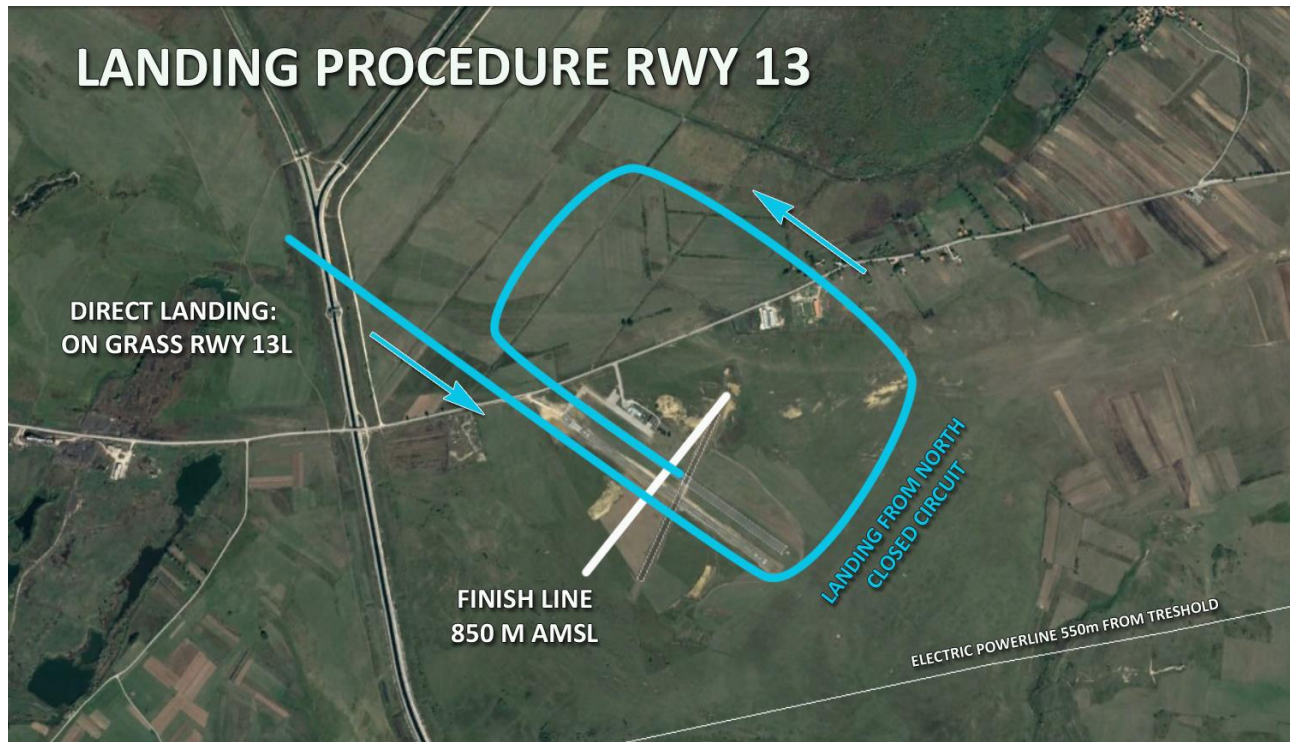 LANDING PROCEDURE RWY 13
DIRECT LANDING:
ON GRASS RWY 13L
LANDING FROM NORTH
CLOSED CIRCUIT
FINISH LINE
850 M AMSL
ELECTRIC POWERLINE 550m FROM TRESHOLD